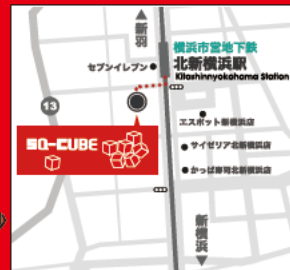 ▲
新羽
横浜市営地下鉄
北新横浜駅
Kitashinnyokohama Station
セブンイレブン
13
エスポット新横浜店
SQ-CUBE
サイゼリア北新横浜店
かっぱ寿司北新横浜店
新横浜
▼